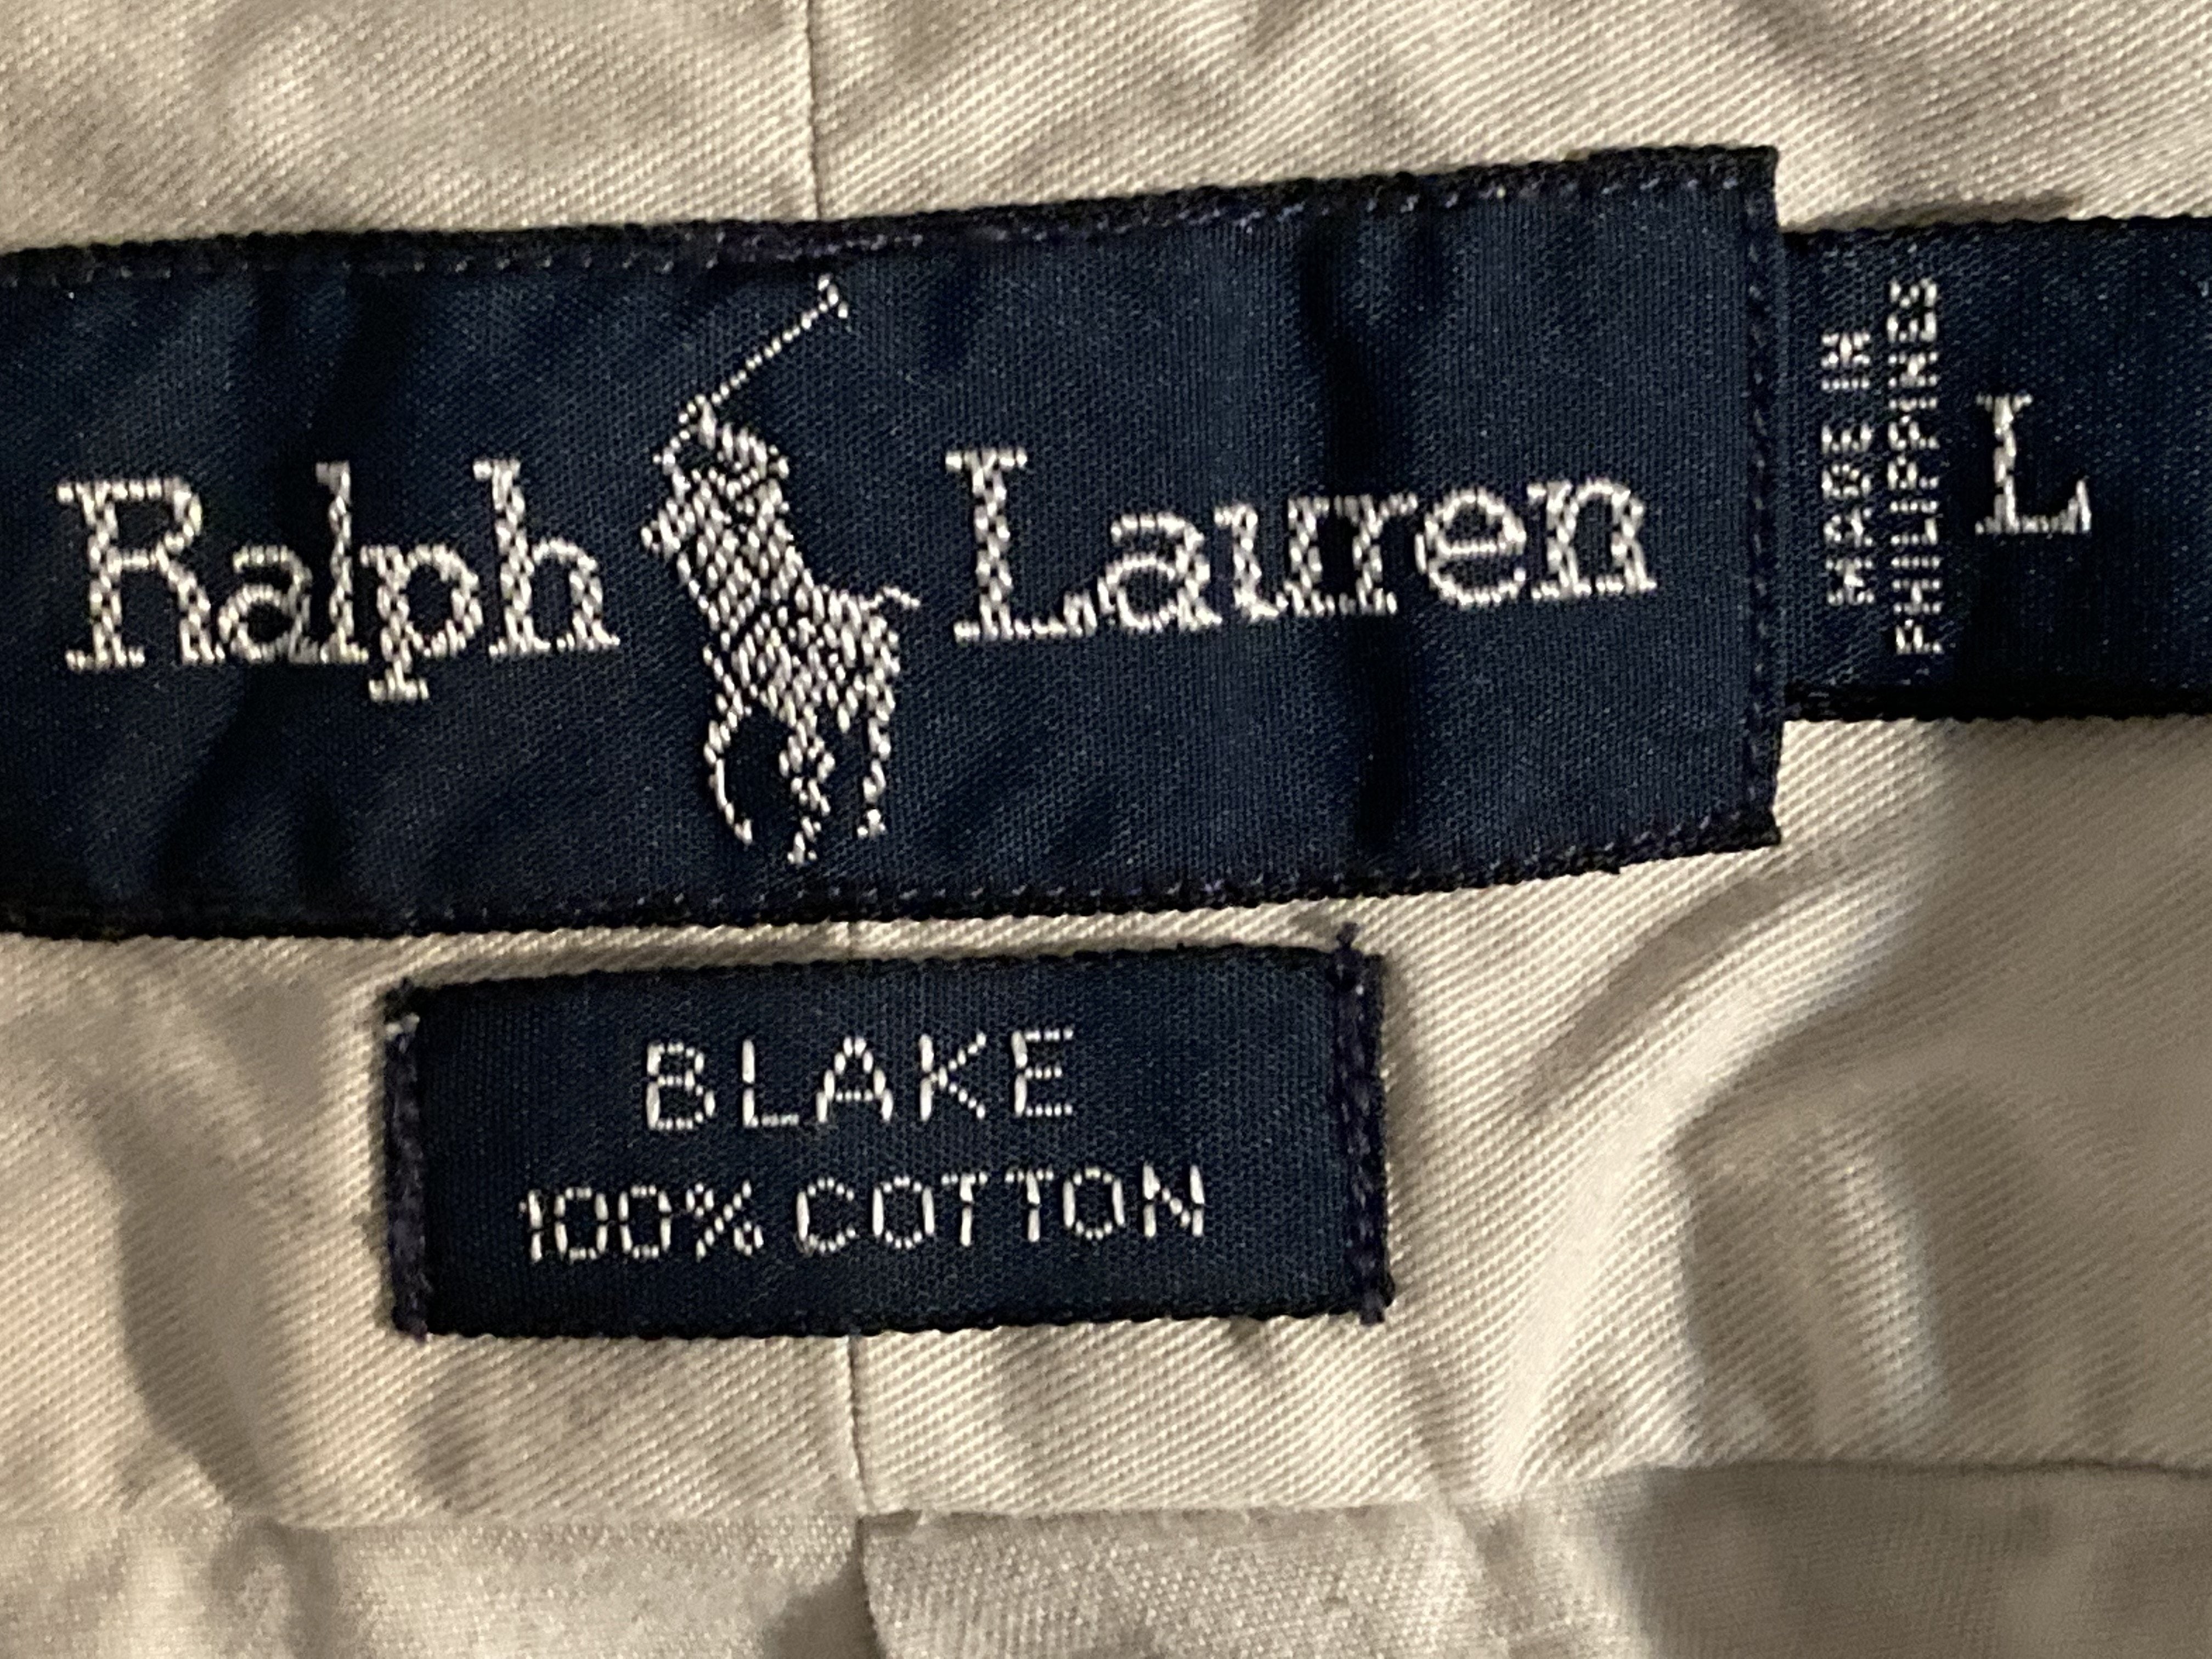 Ralph Lauren
MADE IN
PHILIPPINES
L
BLAKE
100% COTTON